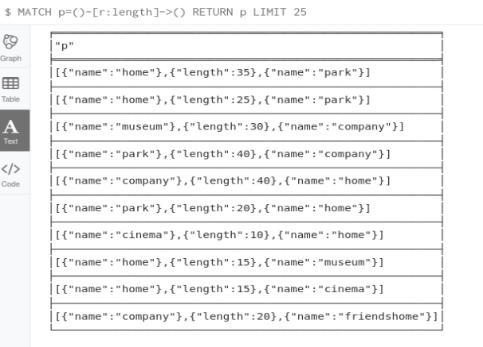 $ MATCH p=()-[r:length]->() RETURN p LIMIT 25
"p"
Graph
[{"name":"home"},{"length":35},{"name":"park"}]
[{"name":"home"},{"length":25},{"name":"park"}]
Table
[{"name":"museum"},{"length":30},{"name":"company"}]
A
Text
[{"name":"park"},{"length":40},{"name":"company"}]
</>
Code
[{"name":"company"},{"length":40},{"name":"home"}]
[{"name":"park"},{"length":20},{"name":"home"}]
[{"name":"cinema"},{"length":10},{"name":"home"}]
[{"name":"home"},{"length":15},{"name":"museum"}]
[{"name":"home"},{"length":15},{"name":"cinema"}]
[{"name":"company"},{"length":20},{"name":"friendshome"}]